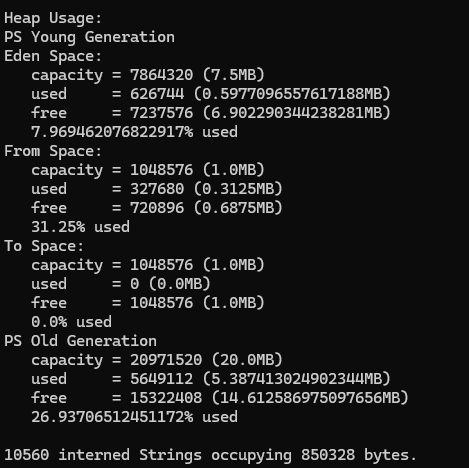 Heap Usage:
PS Young Generation
Eden Space:
   capacity = 7864320 (7.5MB)
   used     = 626744 (0.5977096557617188MB)
   free     = 7237576 (6.902290344238281MB)
   7.969462076822917% used
From Space:
   capacity = 1048576 (1.0MB)
   used     = 327680 (0.3125MB)
   free     = 720896 (0.6875MB)
   31.25% used
To Space:
   capacity = 1048576 (1.0MB)
   used     = 0 (0.0MB)
   free     = 1048576 (1.0MB)
   0.0% used
PS Old Generation
   capacity = 20971520 (20.0MB)
   used     = 5649112 (5.387413024902344MB)
   free     = 15322408 (14.612586975097656MB)
   26.93706512451172% used

10560 interned Strings occupying 850328 bytes.